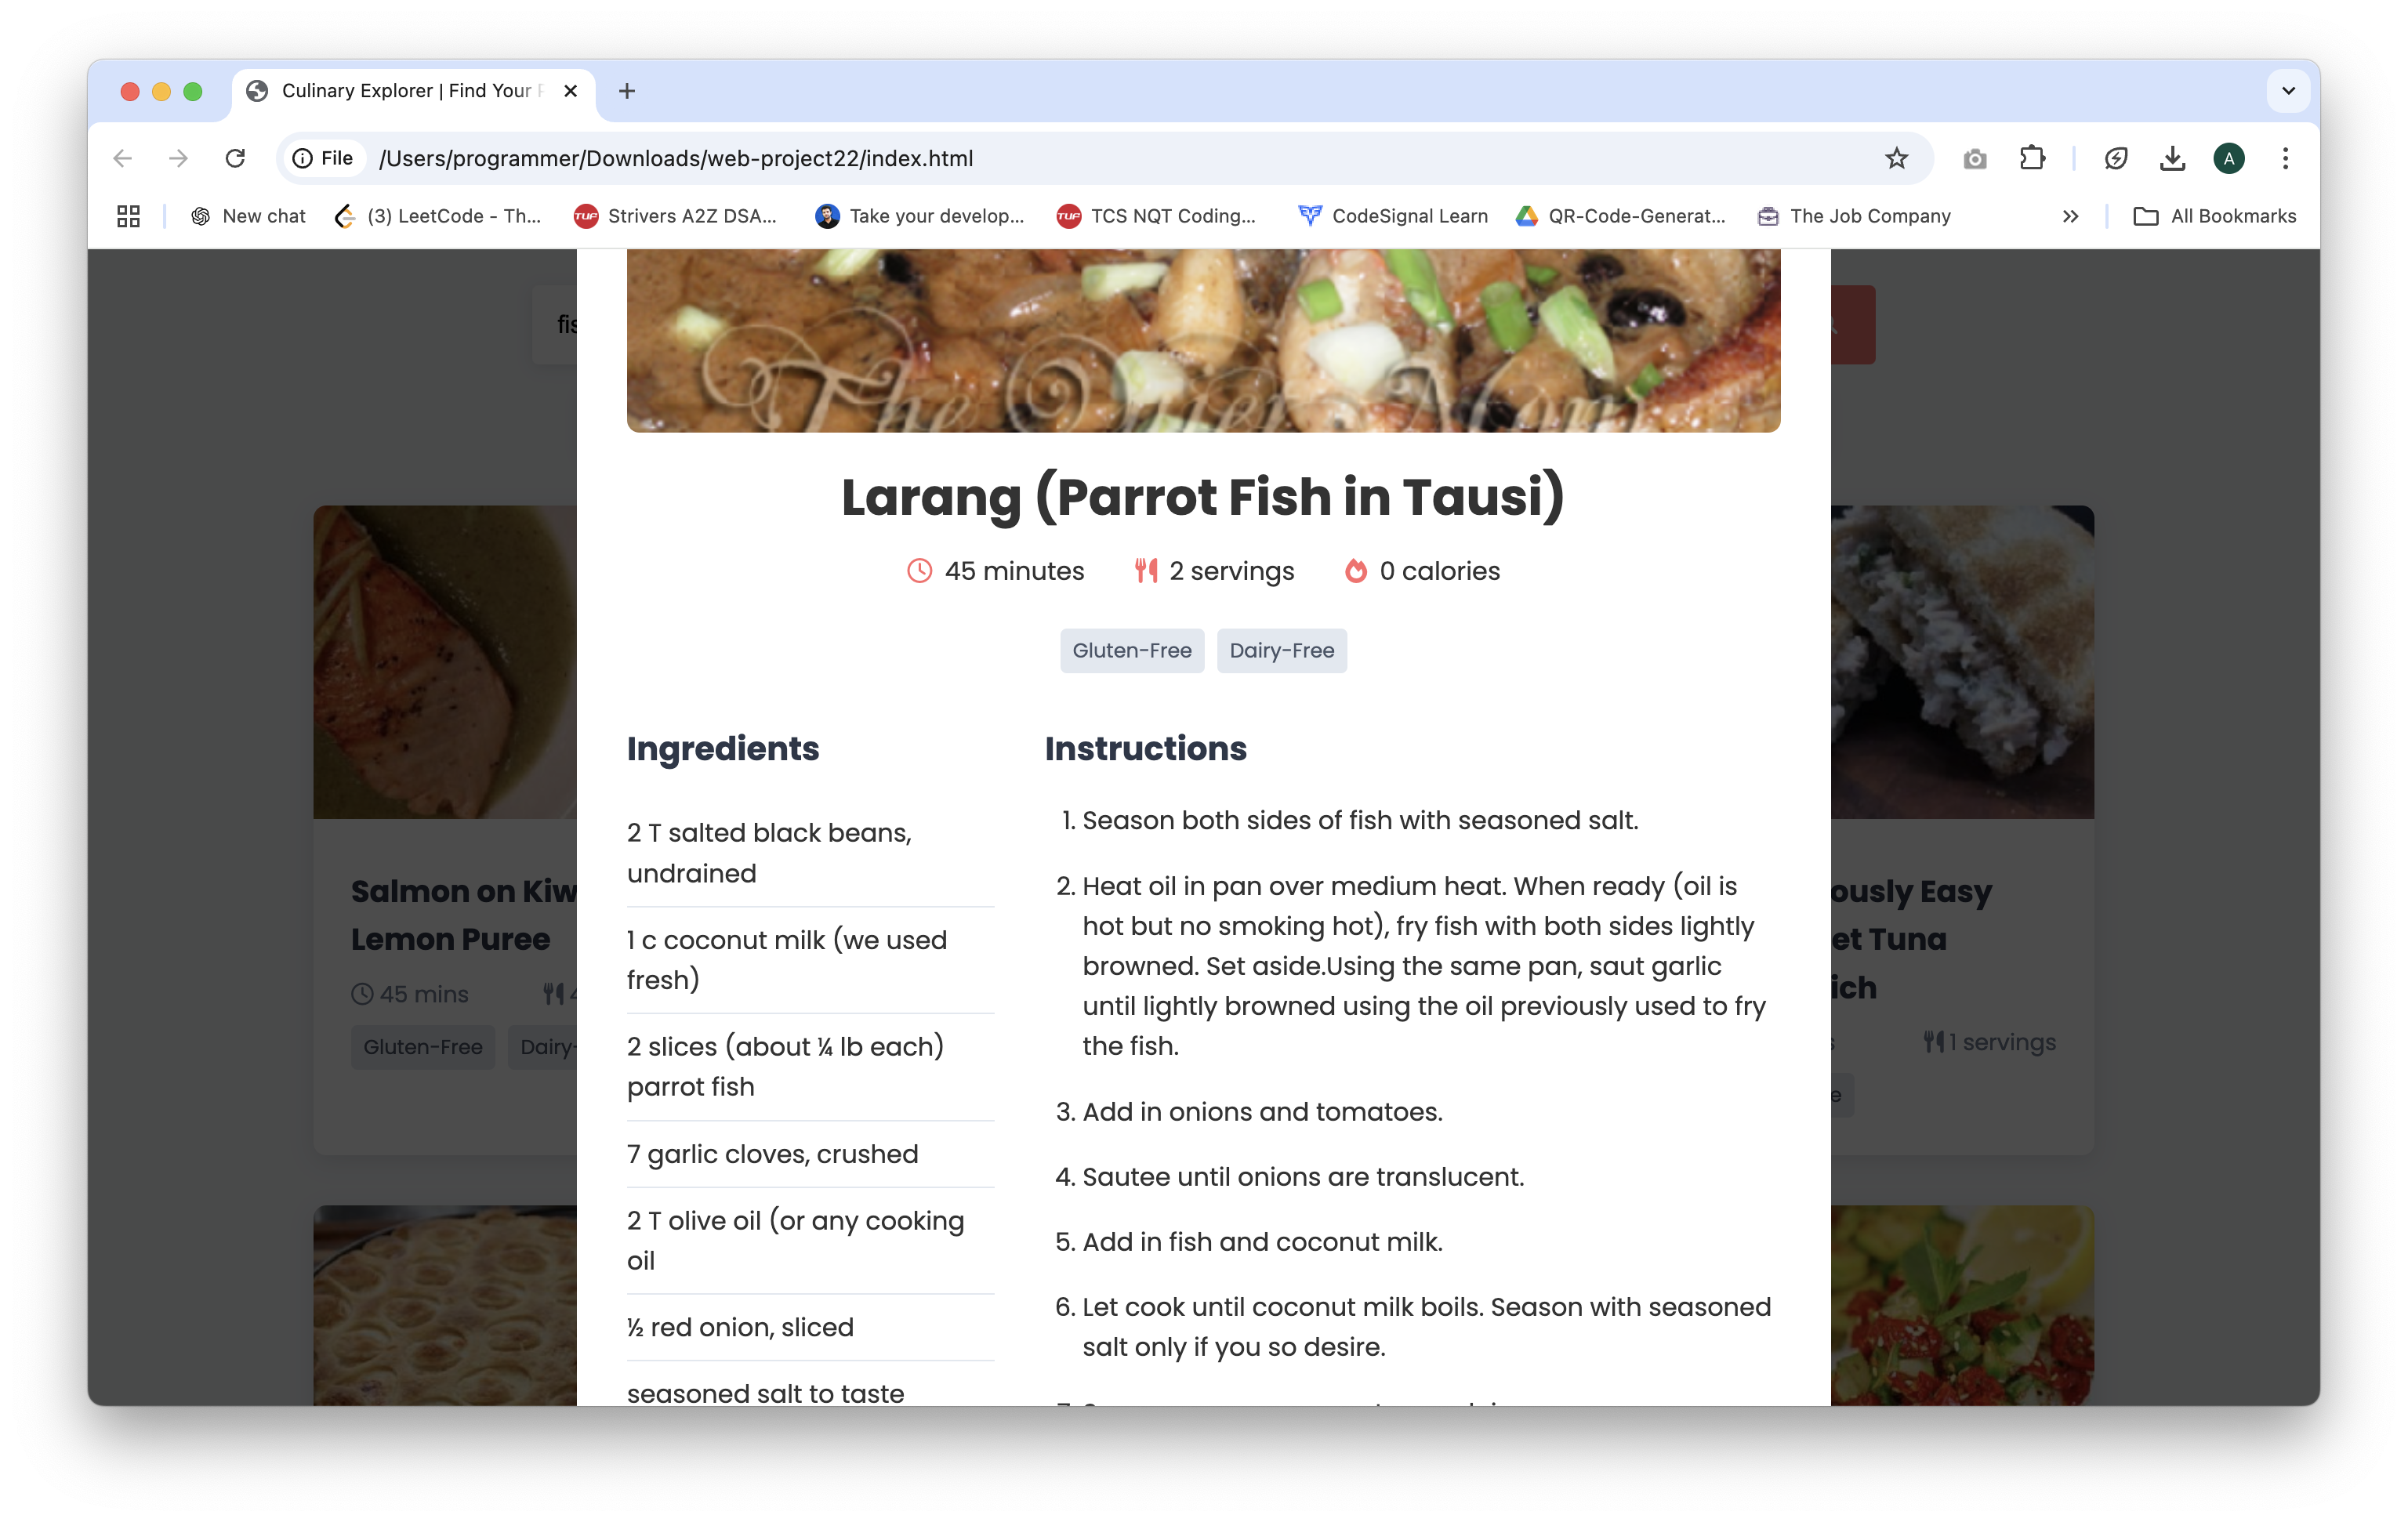 Culinary Explorer | Find Your
File
/Users/programmer/Downloads/web-project22/index.html
A
New chat
(3) LeetCode - Th...
TUF
Strivers A2Z DSA...
Take your develop...
TUF
TCS NQT Coding...
CodeSignal Learn
QR-Code-Generat...
The Job Company
All Bookmarks
The Mom
Larang (Parrot Fish in Tausi)
45 minutes
2 servings
0 calories
Gluten-Free
Dairy-Free
Ingredients
2 T salted black beans,
undrained
1 c coconut milk (we used
fresh)
2 slices (about ¼ lb each)
parrot fish
7 garlic cloves, crushed
2 T olive oil (or any cooking
oil
½ red onion, sliced
seasoned salt to taste
Instructions
1. Season both sides of fish with seasoned salt.
2. Heat oil in pan over medium heat. When ready (oil is
hot but no smoking hot), fry fish with both sides lightly
browned. Set aside.Using the same pan, saut garlic
until lightly browned using the oil previously used to fry
the fish.
3. Add in onions and tomatoes.
4. Sautee until onions are translucent.
5. Add in fish and coconut milk.
6. Let cook until coconut milk boils. Season with seasoned
salt only if you so desire.
Salmon on Kiw
Lemon Puree
45 mins
4
Gluten-Free
Dairy-
ously Easy
et Tuna
ich
s
1 servings
e
fis